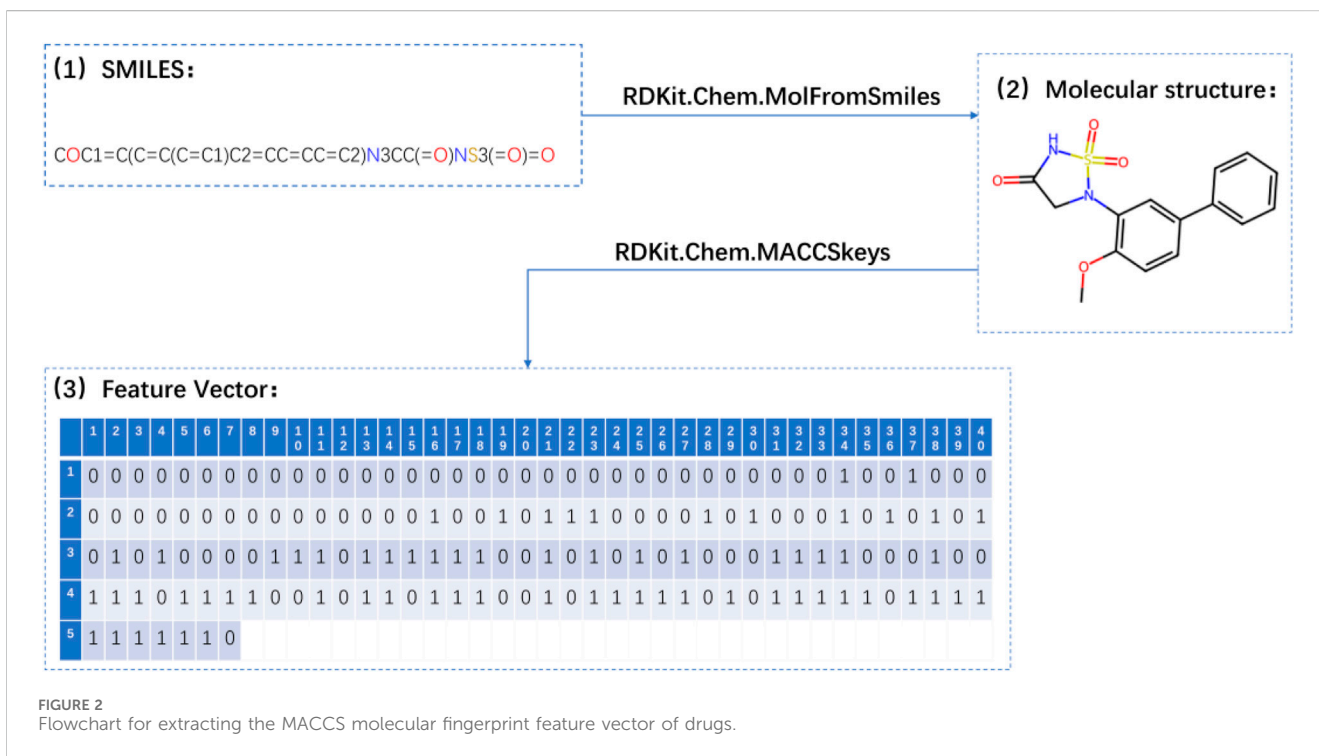 (1) SMILES:
COC1=C(C=C(C=C1)C2=CC=CC=C2)N3CC(=O)NS3(=O)=O
RDKit.Chem.MolFromSmiles
(2) Molecular structure:
H
N
O
S
O
O
N
O
RDKit.Chem.MACCSkeys
(3) Feature Vector:
1 2 3 4 5 6 7 8 9 10 11 12 13 14 15 16 17 18 19 20 21 22 23 24 25 26 27 28 29 30 31 32 33 34 35 36 37 38 39 40
1 0 0 0 0 0 0 0 0 0 0 0 0 0 0 0 0 0 0 0 0 0 0 0 0 0 0 0 0 0 0 0 0 0 1 0 0 1 0 0 0
2 0 0 0 0 0 0 0 0 0 0 0 0 0 0 0 1 0 0 1 0 1 1 1 0 0 0 0 1 0 1 0 0 0 1 0 1 0 1 0 1
3 0 1 0 1 0 0 0 0 1 1 1 0 1 1 1 1 1 1 0 0 1 0 1 0 1 0 1 0 0 0 1 1 1 1 0 0 0 1 0 0
4 1 1 1 0 1 1 1 1 0 0 1 0 1 1 0 1 1 1 0 0 1 0 1 1 1 1 1 0 1 0 1 1 1 1 1 0 1 1 1 1
5 1 1 1 1 1 1 0
FIGURE 2
Flowchart for extracting the MACCS molecular fingerprint feature vector of drugs.